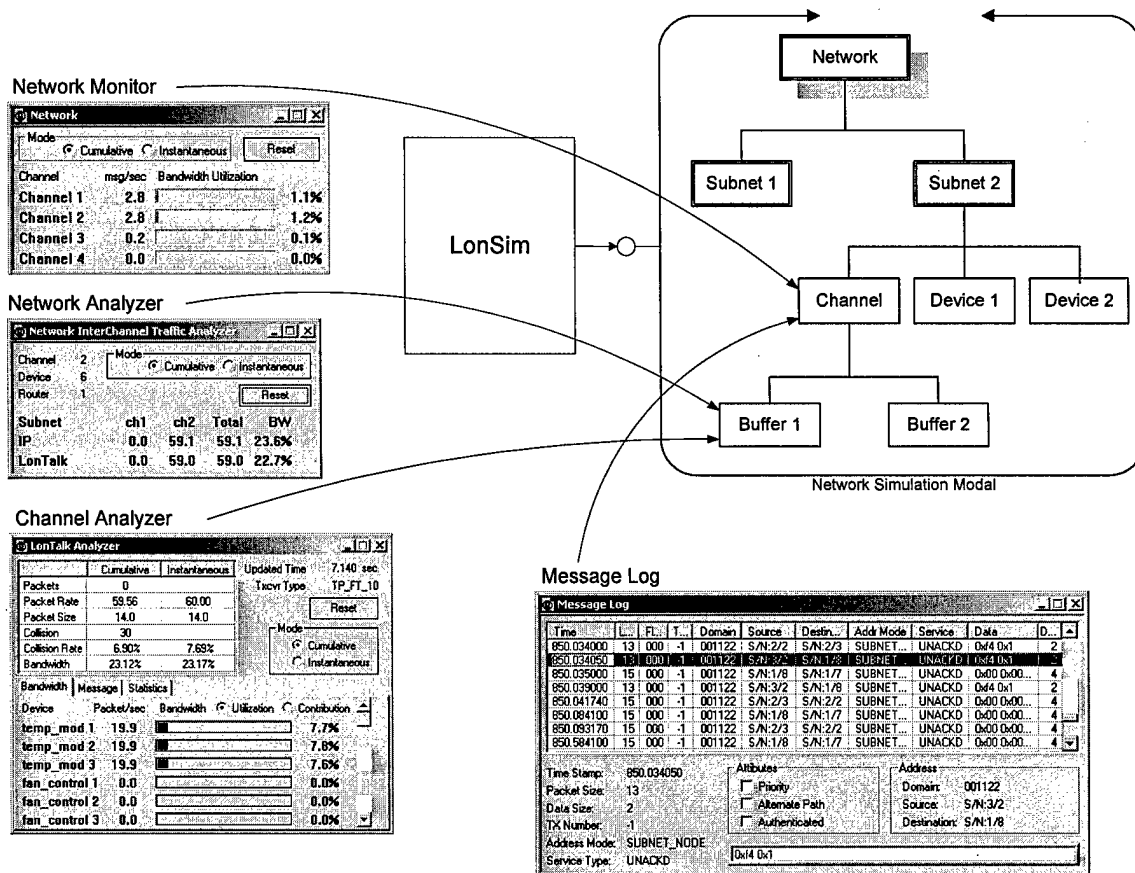 Network
Subnet 1
Subnet 2
Channel
Device 1
Device 2
Buffer 1
Buffer 2
Network Simulation Modal
LonSim
Network Monitor
Network
Mode
Cumulative Instantaneous Reset
Channel msg/sec Bandwidth Utilization
Channel 1 2.8 1.1%
Channel 2 2.8 1.2%
Channel 3 0.2 0.1%
Channel 4 0.0 0.0%
Network Analyzer
Network InterChannel Traffic Analyzer
Channel 2
Device 6
Router 1
Mode
Cumulative Instantaneous
Reset
Subnet ch1 ch2 Total BW
IP 0.0 59.1 59.1 23.6%
LonTalk 0.0 59.0 59.0 22.7%
Channel Analyzer
LonTalk Analyzer
Cumulative Instantaneous
Packets 0
Packet Rate 59.56 60.00
Packet Size 14.0 14.0
Collision 30
Collision Rate 6.90% 7.69%
Bandwidth 23.12% 23.17%
Updated Time 7.140 sec
Txcvr Type TP_FT_10
Reset
Mode
Cumulative
Instantaneous
Bandwidth Message Statistics
Device Packet/sec Bandwidth Utilization Contribution
temp_mod 1 19.9 7.7%
temp_mod 2 19.9 7.8%
temp_mod 3 19.9 7.6%
fan_control 1 0.0 0.0%
fan_control 2 0.0 0.0%
fan_control 3 0.0 0.0%
Message Log
Message Log
Time L... Fl... T... Domain Source Destin... Addr Mode Service Data D...
850.034000 13 000 -1 001122 S/N:2/2 S/N:2/3 SUBNET... UNACKD 0xf4 0x1 2
850.034050 13 000 -1 001122 S/N:3/2 S/N:1/8 SUBNET... UNACKD 0xf4 0x1
850.035000 15 000 -1 001122 S/N:1/8 S/N:1/7 SUBNET... UNACKD 0x00 0x00... 4
850.039000 13 000 -1 001122 S/N:3/2 S/N:1/8 SUBNET... UNACKD 0xf4 0x1 2
850.041740 15 000 -1 001122 S/N:2/3 S/N:2/2 SUBNET... UNACKD 0x00 0x00... 4
850.084100 15 000 -1 001122 S/N:1/8 S/N:1/7 SUBNET... UNACKD 0x00 0x00... 4
850.093170 15 000 -1 001122 S/N:2/3 S/N:2/2 SUBNET... UNACKD 0x00 0x00... 4
850.584100 15 000 -1 001122 S/N:1/8 S/N:1/7 SUBNET... UNACKD 0x00 0x00... 4
Time Stamp: 850.034050
Packet Size: 13
Data Size: 2
TX Number: -1
Address Mode: SUBNET_NODE
Service Type: UNACKD
Attibutes
Priority
Alternate Path
Authenticated
Address
Domain: 001122
Source: S/N:3/2
Destination: S/N:1/8
0xf4 0x1